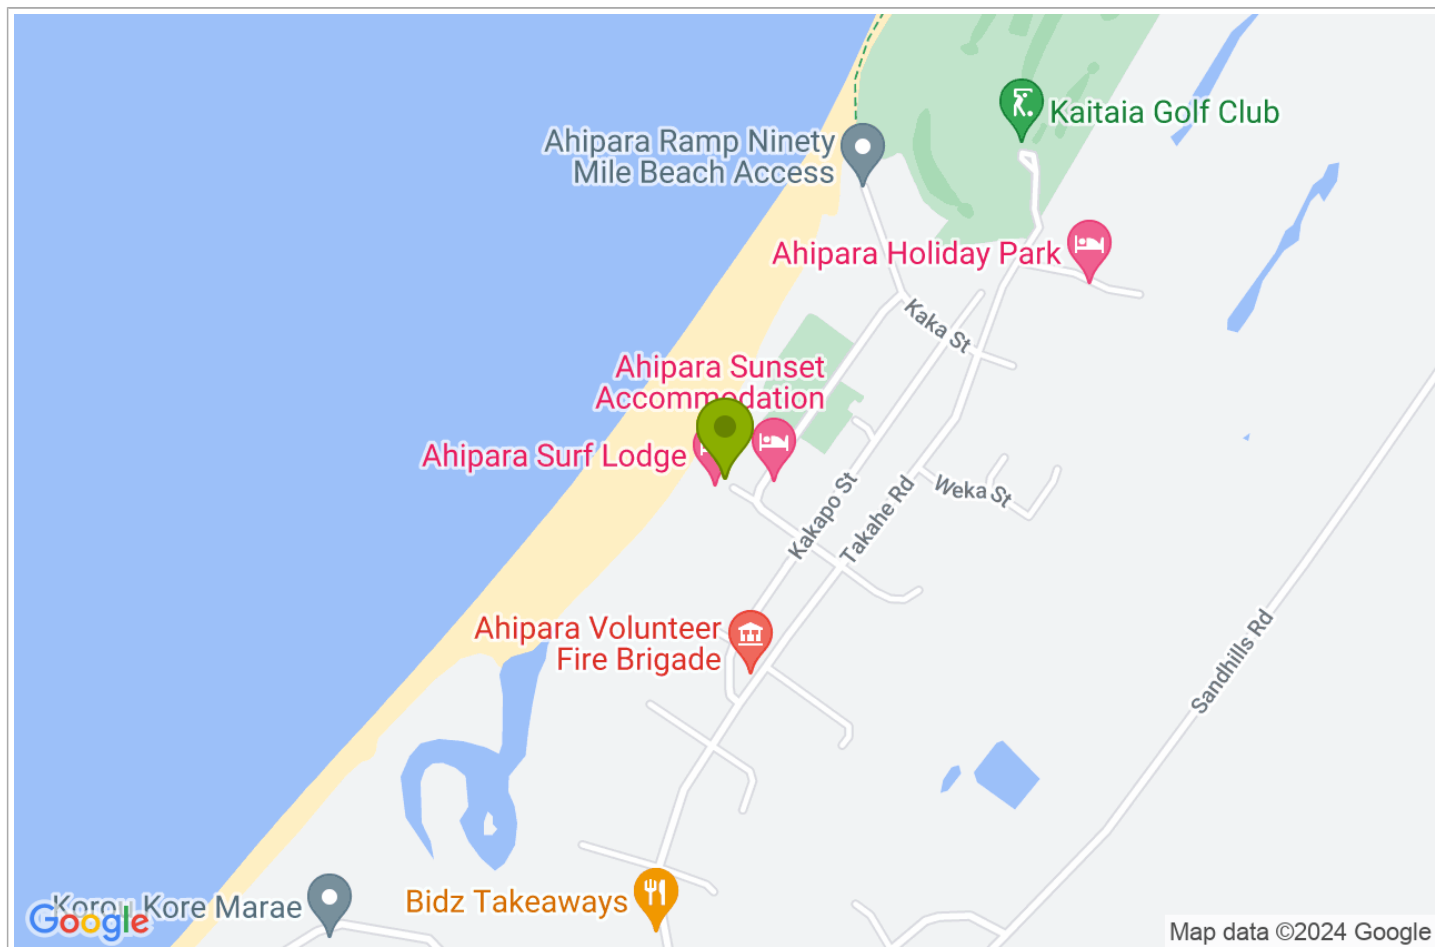 Kaitaia Golf Club
Ahipara Ramp Ninety
Mile Beach Access
Ahipara Holiday Park
Kaka St
Ahipara Sunset
Accommodation
Ahipara Surf Lodge
Kakapo St
Takahe Rd
Weka St
Ahipara Volunteer
Fire Brigade
Sandhills Rd
Bidz Takeaways
Korou Kore Marae
Google
Map data ©2024 Google